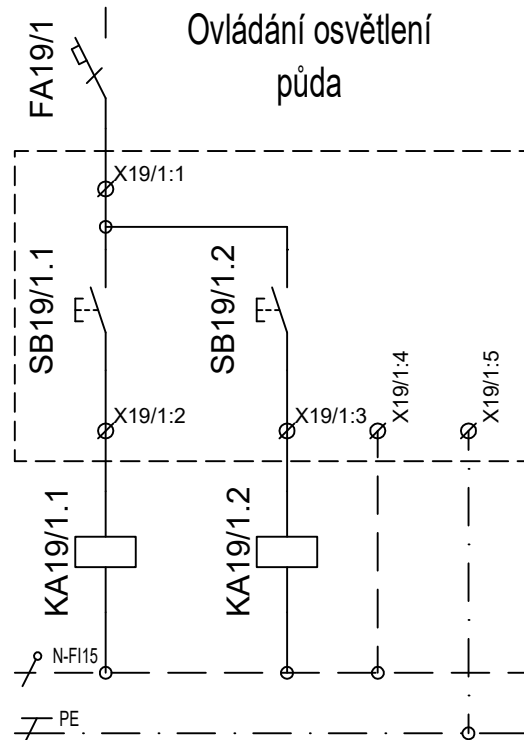 Ovládání osvětlení
půda
FA19/1
X19/1:1
SB19/1.1
SB19/1.2
X19/1:2
X19/1:3
X19/1:4
X19/1:5
KA19/1.1
KA19/1.2
N-FI15
PE